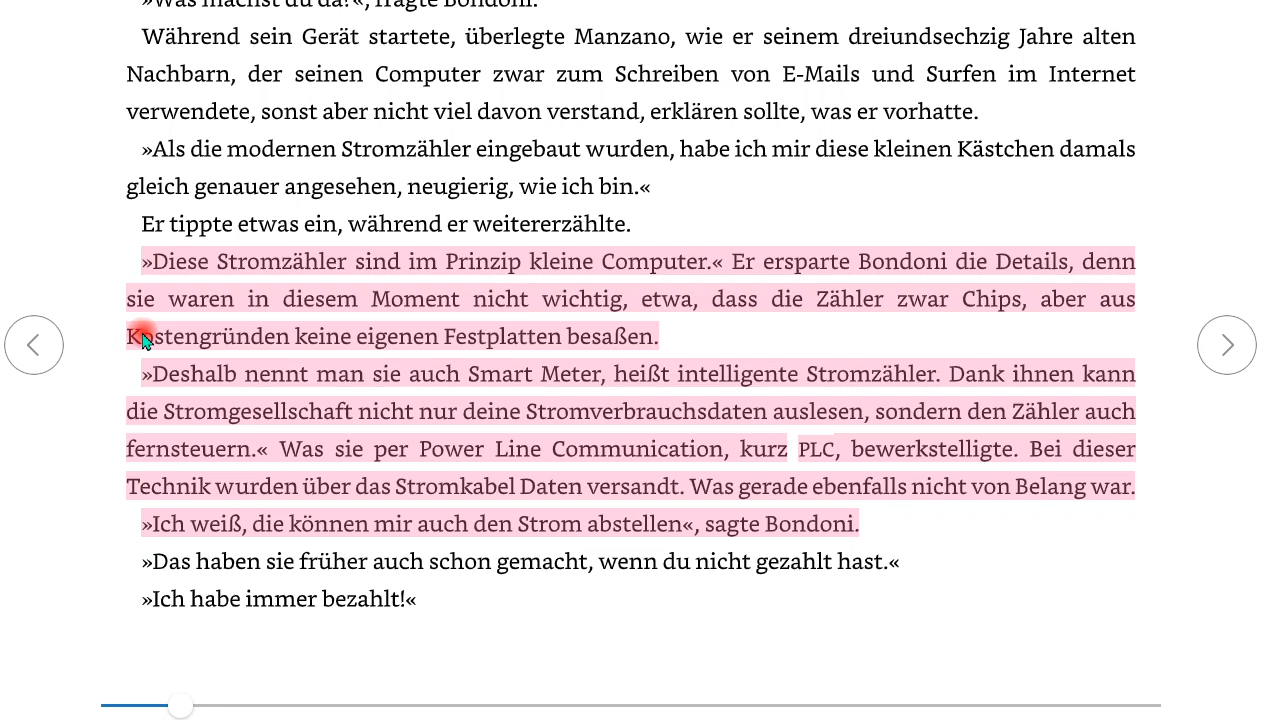 »Was machst du da?«, fragte Bondoni.
Während sein Gerät startete, überlegte Manzano, wie er seinem dreiundsechzig Jahre alten
Nachbarn, der seinen Computer zwar zum Schreiben von E-Mails und Surfen im Internet
verwendete, sonst aber nicht viel davon verstand, erklären sollte, was er vorhatte.
»Als die modernen Stromzähler eingebaut wurden, habe ich mir diese kleinen Kästchen damals
gleich genauer angesehen, neugierig, wie ich bin.«
Er tippte etwas ein, während er weitererzählte.
»Diese Stromzähler sind im Prinzip kleine Computer.« Er ersparte Bondoni die Details, denn
sie waren in diesem Moment nicht wichtig, etwa, dass die Zähler zwar Chips, aber aus
Kostengründen keine eigenen Festplatten besaßen.
»Deshalb nennt man sie auch Smart Meter, heißt intelligente Stromzähler. Dank ihnen kann
die Stromgesellschaft nicht nur deine Stromverbrauchsdaten auslesen, sondern den Zähler auch
fernsteuern.« Was sie per Power Line Communication, kurz PLC, bewerkstelligte. Bei dieser
Technik wurden über das Stromkabel Daten versandt. Was gerade ebenfalls nicht von Belang war.
»Ich weiß, die können mir auch den Strom abstellen«, sagte Bondoni.
»Das haben sie früher auch schon gemacht, wenn du nicht gezahlt hast.«
»Ich habe immer bezahlt!«